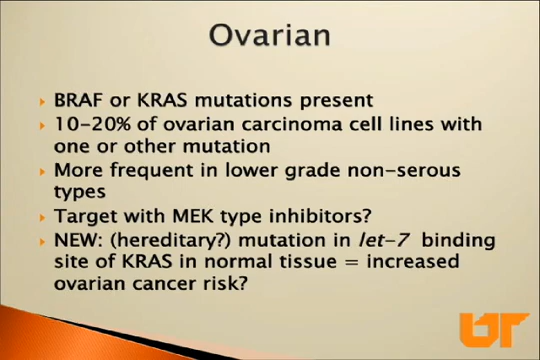 Ovarian
BRAF or KRAS mutations present
10-20% of ovarian carcinoma cell lines with
one or other mutation
More frequent in lower grade non-serous
types
Target with MEK type inhibitors?
NEW: (hereditary?) mutation in let-7 binding
site of KRAS in normal tissue = increased
ovarian cancer risk?
UT